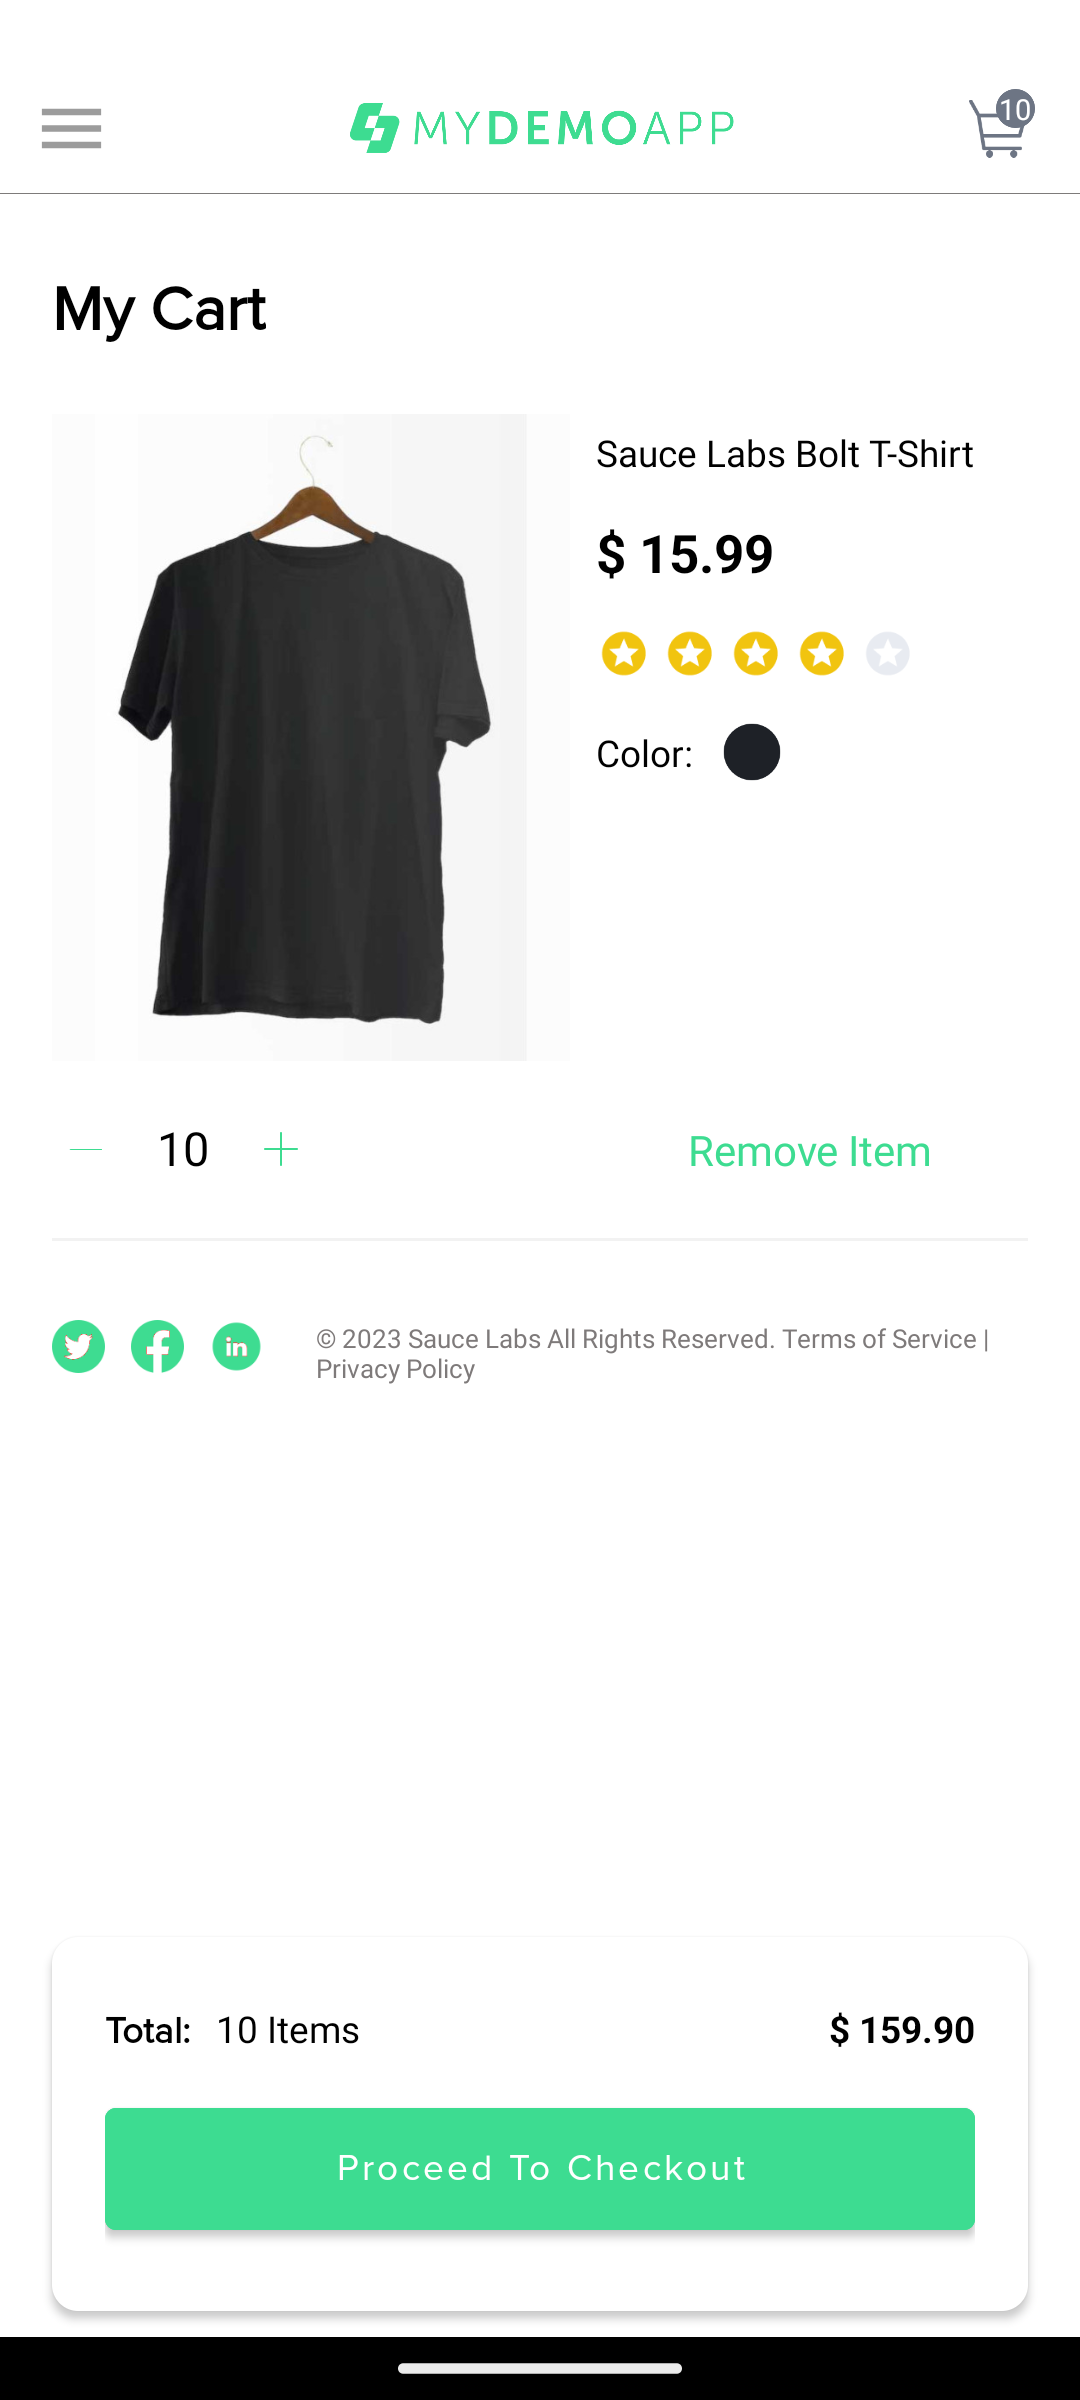 MYDEMOAPP
10
My Cart
Sauce Labs Bolt T-Shirt
$ 15.99
Color:
10
Remove Item
in
© 2023 Sauce Labs All Rights Reserved. Terms of Service |
Privacy Policy
Total: 10 Items $ 159.90
Proceed To Checkout